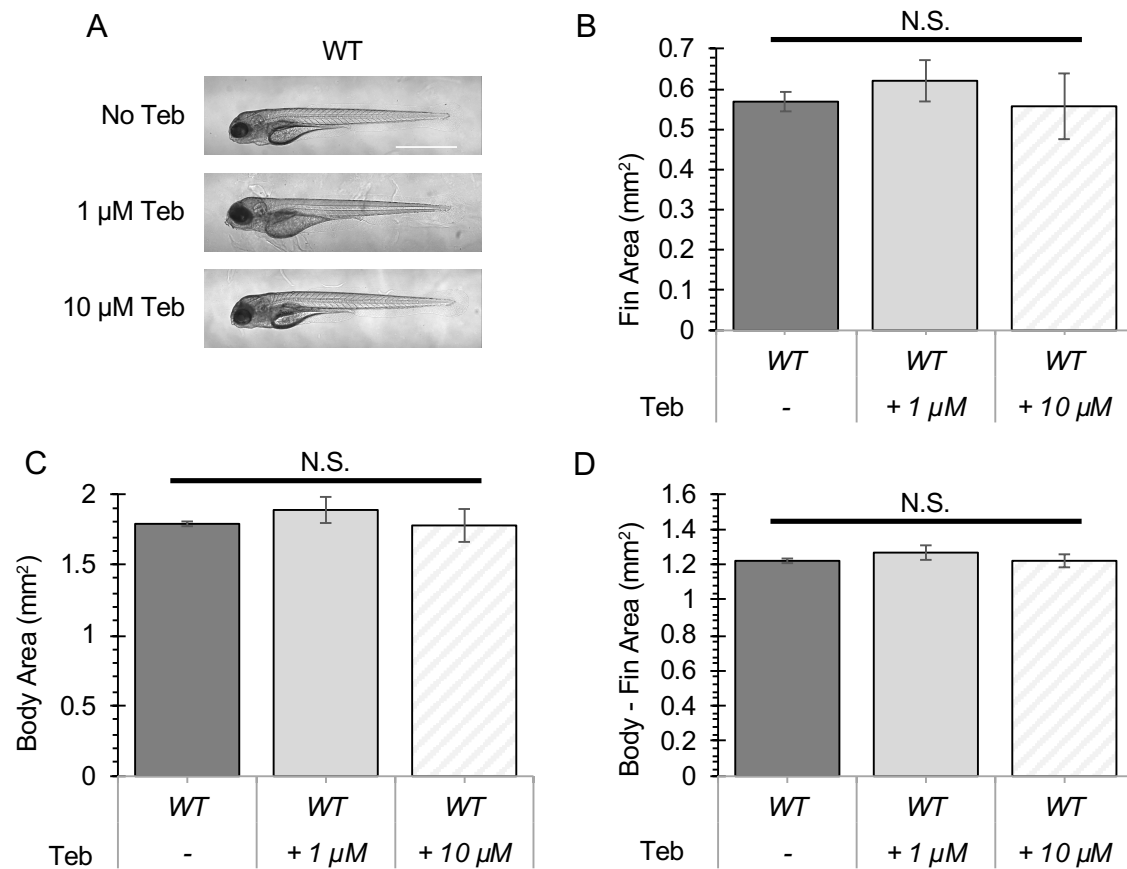 A
WT
No Teb
1 µM Teb
10 µM Teb
B
N.S.
0.7
0.6
0.5
0.4
0.3
0.2
0.1
0
Fin Area (mm²)
WT WT WT
Teb - + 1 µM + 10 µM
C
N.S.
2
1.5
1
0.5
0
Body Area (mm²)
WT WT WT
Teb - + 1 µM + 10 µM
D
N.S.
1.6
1.4
1.2
1
0.8
0.6
0.4
0.2
0
Body - Fin Area (mm²)
WT WT WT
Teb - + 1 µM + 10 µM